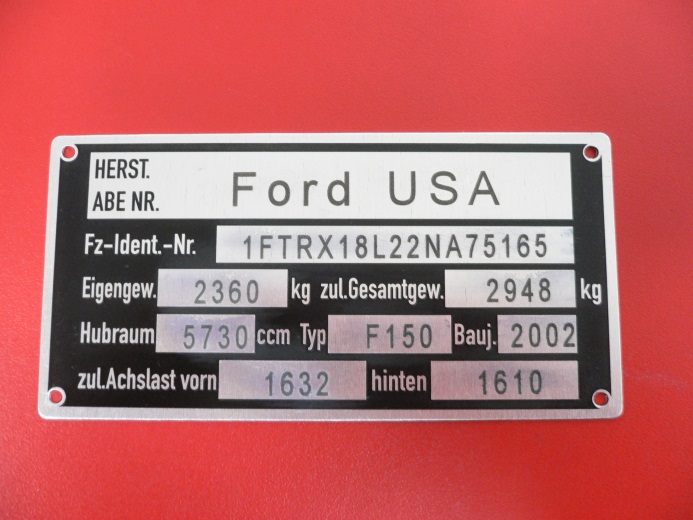 HERST.
ABE NR. Ford USA
Fz-Ident.-Nr. 1FTRX18L22NA75165
Eigengew. 2360 kg zul.Gesamtgew. 2948 kg
Hubraum 5730 ccm Typ F150 Bauj. 2002
zul.Achslast vorn 1632 hinten 1610